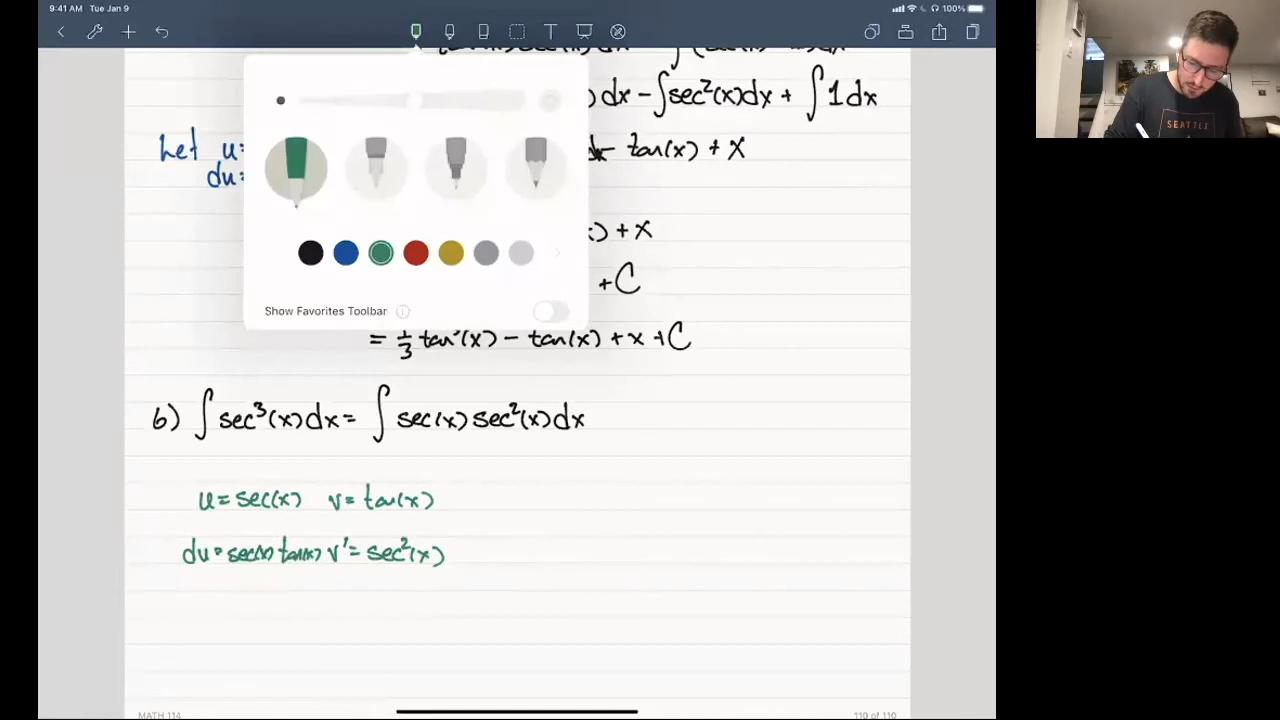 9:41 AM Tue Jan 9
100%
) dx - ∫sec²(x)dx + ∫1dx
Let u=
du=
- tan(x) + x
) + x
+C
Show Favorites Toolbar
= 1/3 tan³(x) - tan(x) + x + C
6) ∫sec³(x)dx = ∫sec(x) sec²(x)dx
u = sec(x) v = tan(x)
du = sec(x) tan(x) v' = sec²(x)
MATH 114
110 of 110
SEATTLE